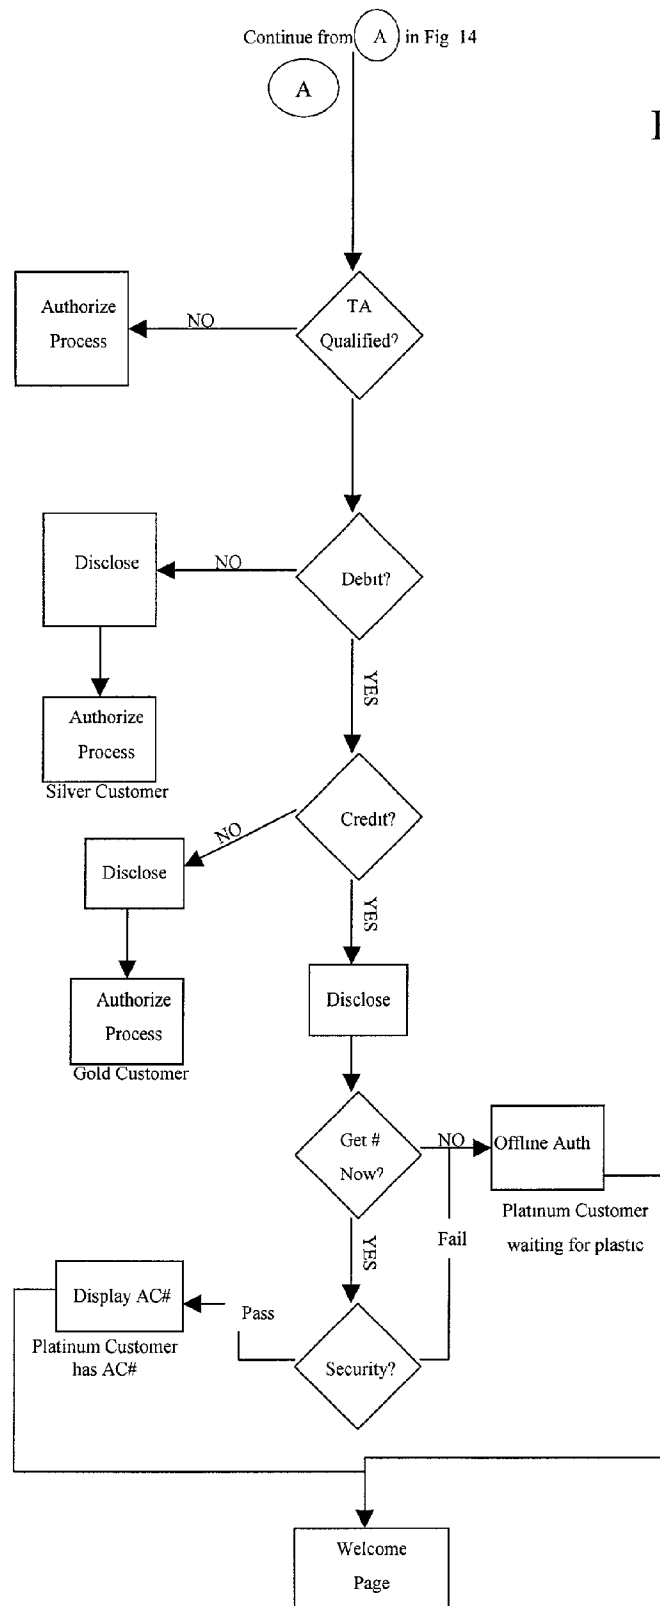 Continue from A in Fig 14
A
TA
Qualified?
NO
Authorize
Process
Debit?
NO
Disclose
Authorize
Process
Silver Customer
YES
Credit?
NO
Disclose
Authorize
Process
Gold Customer
YES
Disclose
Get #
Now?
NO
Offline Auth
Platinum Customer
waiting for plastic
YES
Fail
Security?
Pass
Display AC#
Platinum Customer
has AC#
Welcome
Page